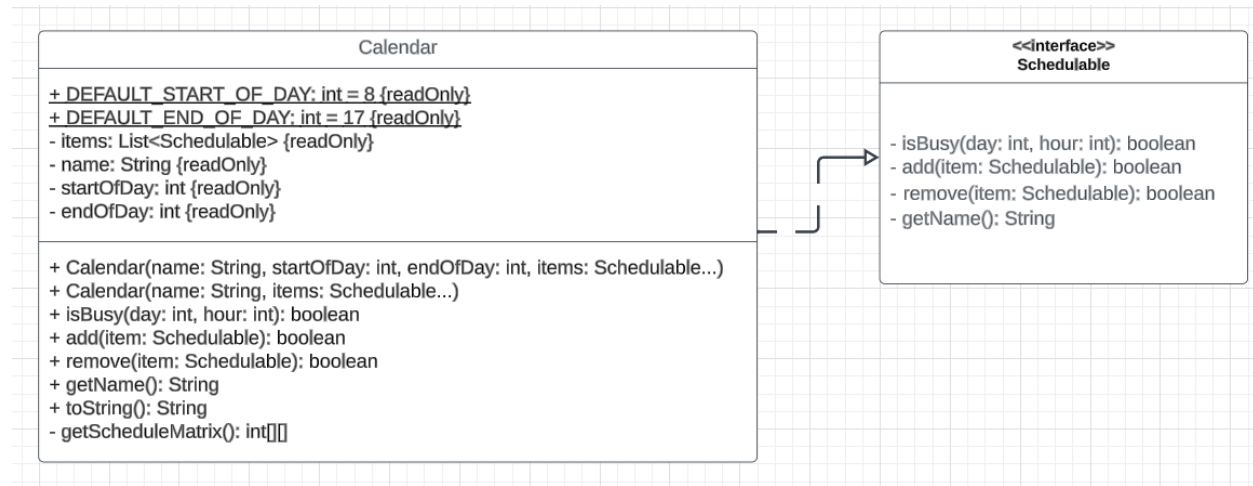 Calendar
+ DEFAULT_START_OF_DAY: int = 8 {readOnly}
+ DEFAULT_END_OF_DAY: int = 17 {readOnly}
- items: List<Schedulable> {readOnly}
- name: String {readOnly}
- startOfDay: int {readOnly}
- endOfDay: int {readOnly}
+ Calendar(name: String, startOfDay: int, endOfDay: int, items: Schedulable...)
+ Calendar(name: String, items: Schedulable...)
+ isBusy(day: int, hour: int): boolean
+ add(item: Schedulable): boolean
+ remove(item: Schedulable): boolean
+ getName(): String
+ toString(): String
- getScheduleMatrix(): int[][]
<<interface>>
Schedulable
- isBusy(day: int, hour: int): boolean
- add(item: Schedulable): boolean
- remove(item: Schedulable): boolean
- getName(): String